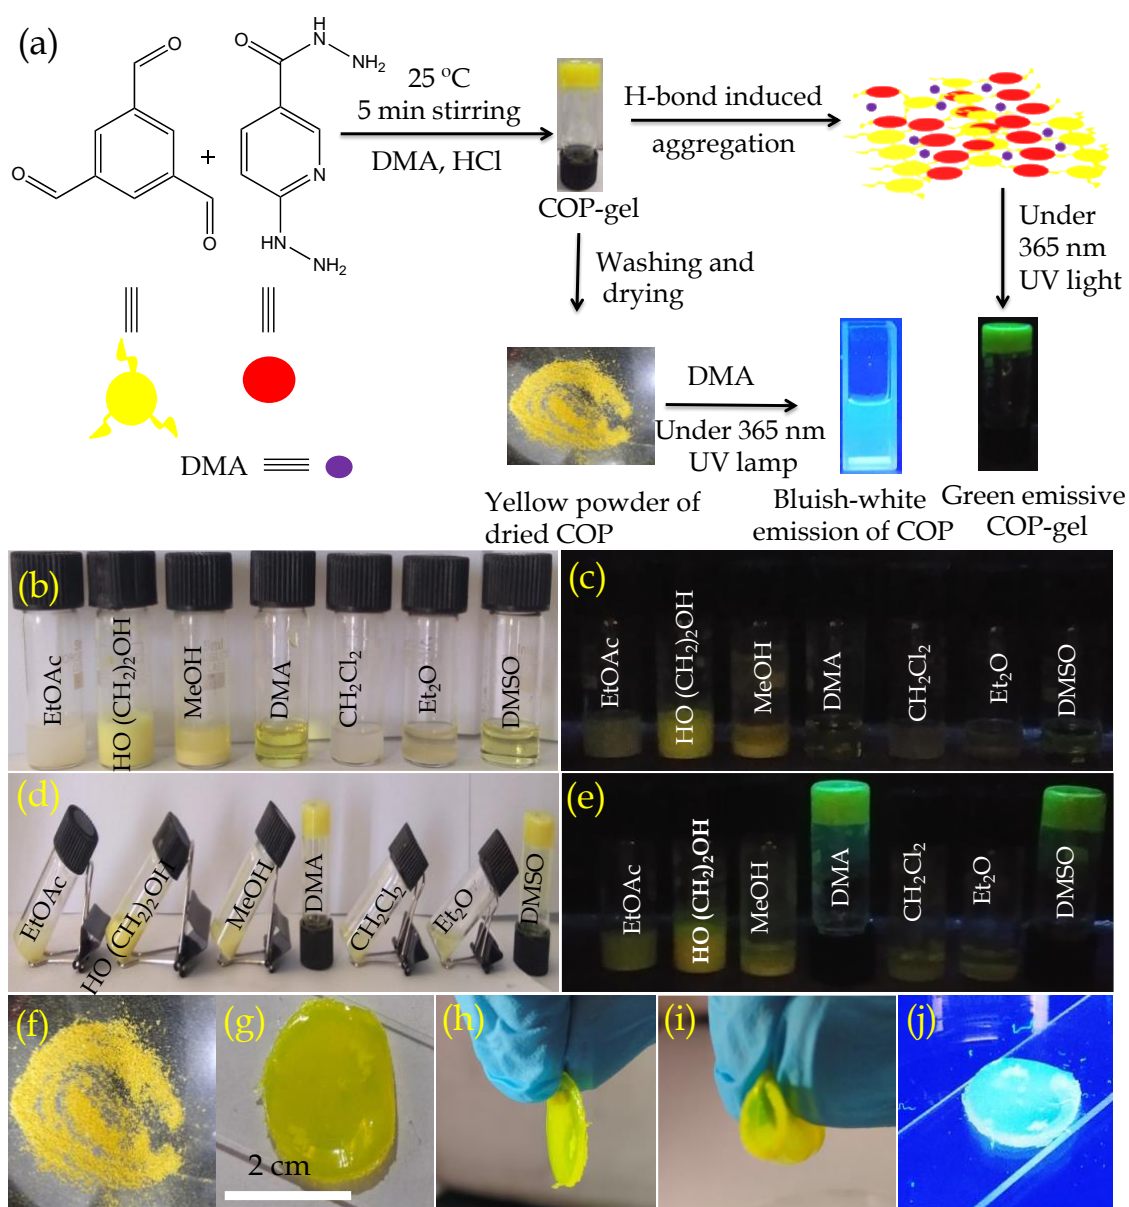 (a)
O
O
O
+
O
H
N
NH2
N
HN
NH2
25 °C
5 min stirring
DMA, HCl
COP-gel
H-bond induced
aggregation
Under
365 nm
UV light
Washing and
drying
DMA
Under 365 nm
UV lamp
DMA
Yellow powder of
dried COP
Bluish-white
emission of COP
Green emissive
COP-gel
(b)
EtOAc
HO (CH2)2OH
MeOH
DMA
CH2Cl2
Et2O
DMSO
(c)
EtOAc
HO (CH2)2OH
MeOH
DMA
CH2Cl2
Et2O
DMSO
(d)
EtOAc
HO (CH2)2OH
MeOH
DMA
CH2Cl2
Et2O
DMSO
(e)
EtOAc
HO (CH2)2OH
MeOH
DMA
CH2Cl2
Et2O
DMSO
(f)
(g)
2 cm
(h)
(i)
(j)